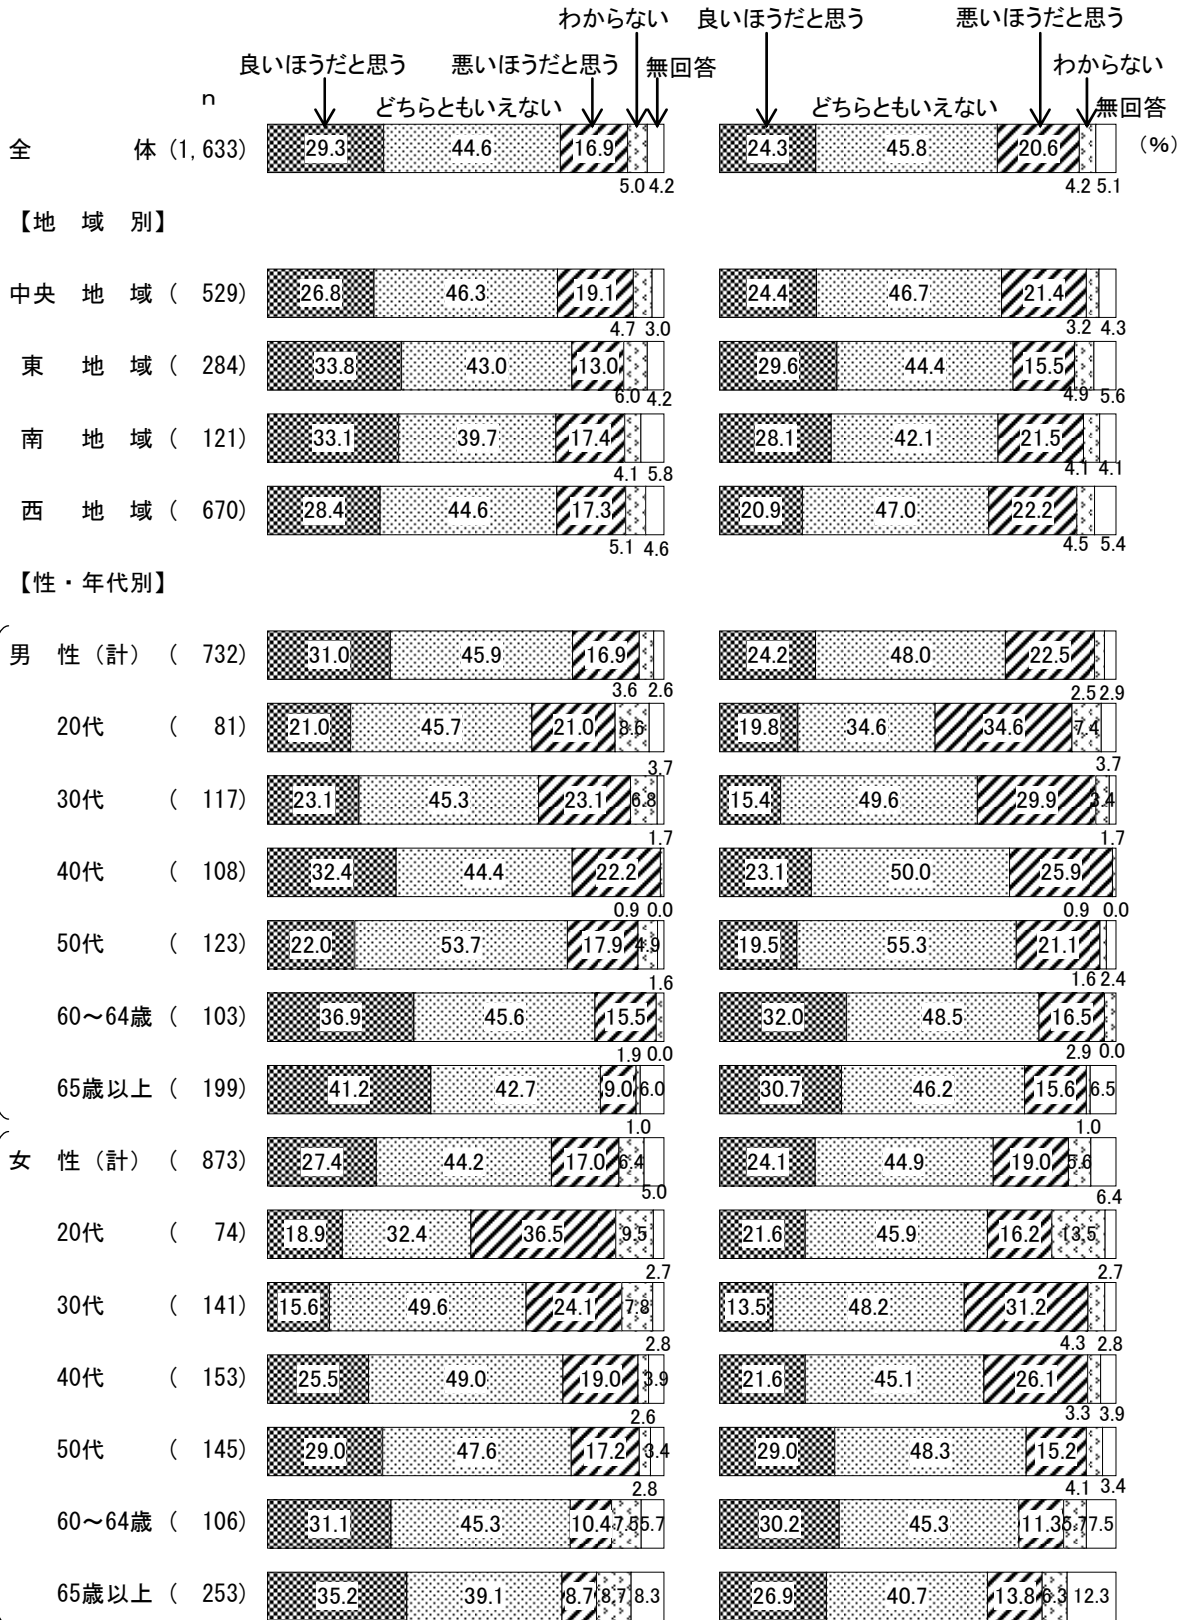 わからない 良いほうだと思う 悪いほうだと思う
良いほうだと思う 悪いほうだと思う 無回答 わからない
n どちらともいえない どちらともいえない 無回答
全 体 (1,633) 29.3 44.6 16.9 24.3 45.8 20.6 (%)
5.0 4.2 4.2 5.1
【地 域 別】
中央 地 域 ( 529) 26.8 46.3 19.1 24.4 46.7 21.4
4.7 3.0 3.2 4.3
東 地 域 ( 284) 33.8 43.0 13.0 29.6 44.4 15.5
6.0 4.2 4.9 5.6
南 地 域 ( 121) 33.1 39.7 17.4 28.1 42.1 21.5
4.1 5.8 4.1 4.1
西 地 域 ( 670) 28.4 44.6 17.3 20.9 47.0 22.2
5.1 4.6 4.5 5.4
【性・年代別】
男 性（計） ( 732) 31.0 45.9 16.9 24.2 48.0 22.5
3.6 2.6 2.5 2.9
20代 ( 81) 21.0 45.7 21.0 8.6 19.8 34.6 34.6 7.4
3.7 3.7
30代 ( 117) 23.1 45.3 23.1 6.8 15.4 49.6 29.9 3.4
1.7 1.7
40代 ( 108) 32.4 44.4 22.2 23.1 50.0 25.9
0.9 0.0 0.9 0.0
50代 ( 123) 22.0 53.7 17.9 4.9 19.5 55.3 21.1
1.6 1.6 2.4
60～64歳 ( 103) 36.9 45.6 15.5 32.0 48.5 16.5
1.9 0.0 2.9 0.0
65歳以上 ( 199) 41.2 42.7 9.0 6.0 30.7 46.2 15.6 6.5
1.0 1.0
女 性（計） ( 873) 27.4 44.2 17.0 6.4 24.1 44.9 19.0 5.6
5.0 6.4
20代 ( 74) 18.9 32.4 36.5 9.5 21.6 45.9 16.2 13.5
2.7 2.7
30代 ( 141) 15.6 49.6 24.1 7.8 13.5 48.2 31.2
2.8 4.3 2.8
40代 ( 153) 25.5 49.0 19.0 3.9 21.6 45.1 26.1
2.6 3.3 3.9
50代 ( 145) 29.0 47.6 17.2 3.4 29.0 48.3 15.2
2.8 4.1 3.4
60～64歳 ( 106) 31.1 45.3 10.4 7.5 5.7 30.2 45.3 11.3 5.7 7.5
65歳以上 ( 253) 35.2 39.1 8.7 8.7 8.3 26.9 40.7 13.8 6.3 12.3